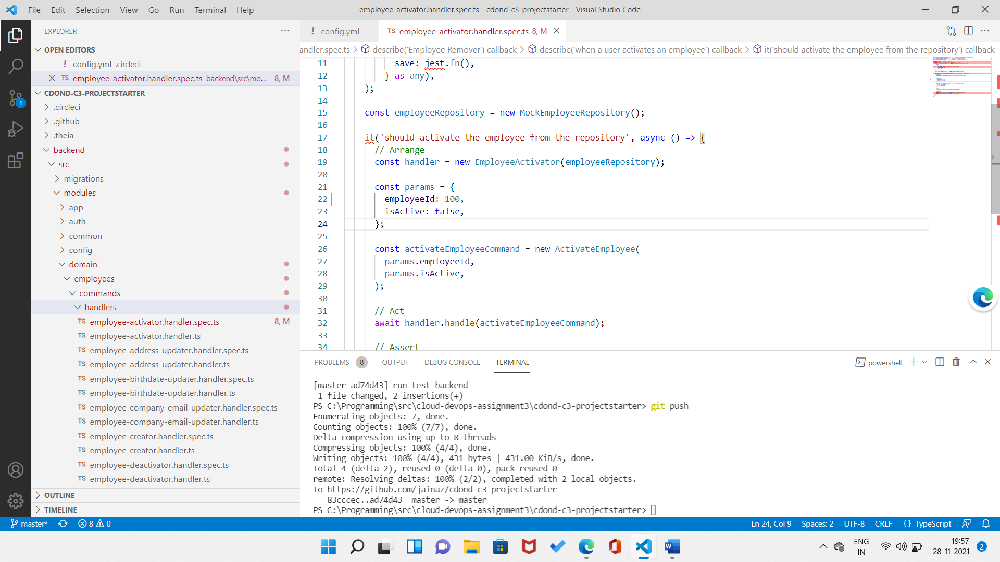 File Edit Selection View Go Run Terminal Help
employee-activator.handler.spec.ts - cdond-c3-projectstarter - Visual Studio Code
EXPLORER
OPEN EDITORS
! config.yml .circleci
TS employee-activator.handler.spec.ts backend\src\mo... 8, M
CDOND-C3-PROJECTSTARTER
.circleci
.github
.theia
backend
src
migrations
modules
app
auth
common
config
domain
employees
commands
handlers
TS employee-activator.handler.spec.ts 8, M
TS employee-activator.handler.ts
TS employee-address-updater.handler.spec.ts
TS employee-address-updater.handler.ts
TS employee-birthdate-updater.handler.spec.ts
TS employee-birthdate-updater.handler.ts
TS employee-company-email-updater.handler.spec.ts
TS employee-company-email-updater.handler.ts
TS employee-creator.handler.spec.ts
TS employee-creator.handler.ts
TS employee-deactivator.handler.spec.ts
TS employee-deactivator.handler.ts
OUTLINE
TIMELINE
1
! config.yml
TS employee-activator.handler.spec.ts 8, M
andler.spec.ts > describe('Employee Remover') callback > describe('when a user activates an employee') callback > it('should activate the employee from the repository') callback
11 save: jest.fn(),
12 } as any),
13 );
14
15 const employeeRepository = new MockEmployeeRepository();
16
17 it('should activate the employee from the repository', async () => {
18 // Arrange
19 const handler = new EmployeeActivator(employeeRepository);
20
21 const params = {
22 employeeId: 100,
23 isActive: false,
24 };
25
26 const activateEmployeeCommand = new ActivateEmployee(
27 params.employeeId,
28 params.isActive,
29 );
30
31 // Act
32 await handler.handle(activateEmployeeCommand);
33
34 // Assert
PROBLEMS 8 OUTPUT DEBUG CONSOLE TERMINAL
powershell
[master ad74d43] run test-backend
1 file changed, 2 insertions(+)
PS C:\Programming\src\cloud-devops-assignment3\cdond-c3-projectstarter> git push
Enumerating objects: 7, done.
Counting objects: 100% (7/7), done.
Delta compression using up to 8 threads
Compressing objects: 100% (4/4), done.
Writing objects: 100% (4/4), 431 bytes | 431.00 KiB/s, done.
Total 4 (delta 2), reused 0 (delta 0), pack-reused 0
remote: Resolving deltas: 100% (2/2), completed with 2 local objects.
To https://github.com/jainaz/cdond-c3-projectstarter
83cccec..ad74d43 master -> master
PS C:\Programming\src\cloud-devops-assignment3\cdond-c3-projectstarter>
master* 8 0
Ln 24, Col 9 Spaces: 2 UTF-8 CRLF {} TypeScript
ENG
IN
19:57
28-11-2021
2